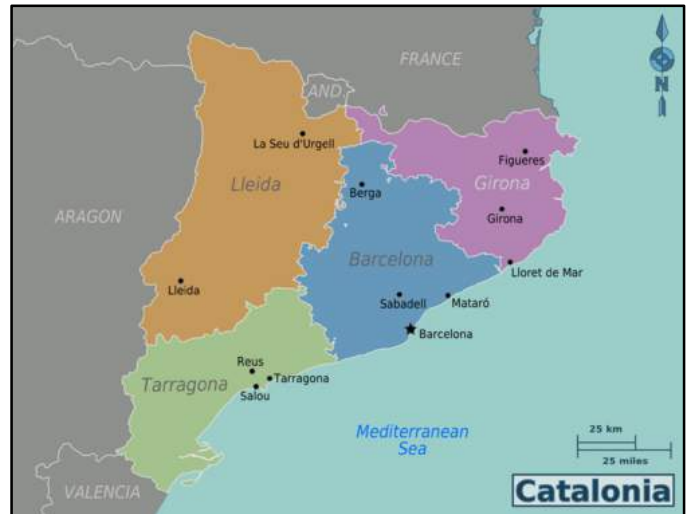 FRANCE
AND.
N
La Seu d'Urgell
Figueres
Lleida
Girona
Berga
ARAGON
Girona
Barcelona
Lloret de Mar
Lleida
Sabadell
Mataró
Barcelona
Reus
Tarragona
Tarragona
Salou
Mediterranean
Sea
25 km
25 miles
VALENCIA
Catalonia